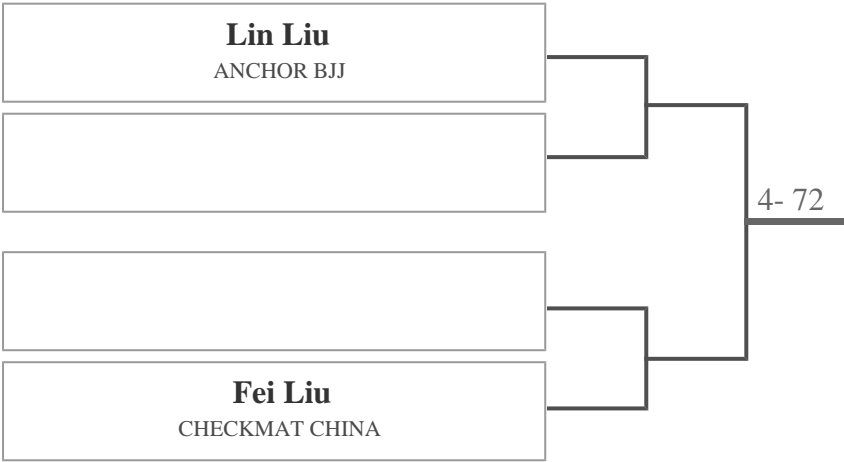 Lin Liu
ANCHOR BJJ
4- 72
Fei Liu
CHECKMAT CHINA